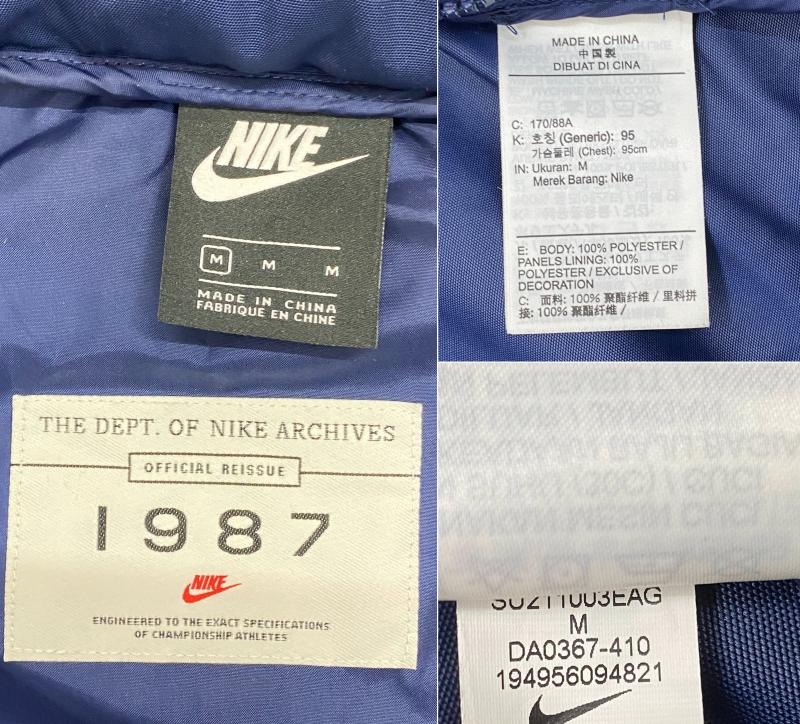 NIKE
M M M
MADE IN CHINA
FABRIQUE EN CHINE
THE DEPT. OF NIKE ARCHIVES
OFFICIAL REISSUE
1987
NIKE
ENGINEERED TO THE EXACT SPECIFICATIONS
OF CHAMPIONSHIP ATHLETES
MADE IN CHINA
中国製
DIBUAT DI CINA
C: 170/88A
K: 호칭 (Generic): 95
가슴둘레 (Chest): 95cm
IN: Ukuran: M
Merek Barang: Nike
E: BODY: 100% POLYESTER /
PANELS LINING: 100%
POLYESTER / EXCLUSIVE OF
DECORATION
C: 面料: 100% 聚酯纤维 / 里料拼
接: 100% 聚酯纤维 /
SU211003EAG
M
DA0367-410
194956094821